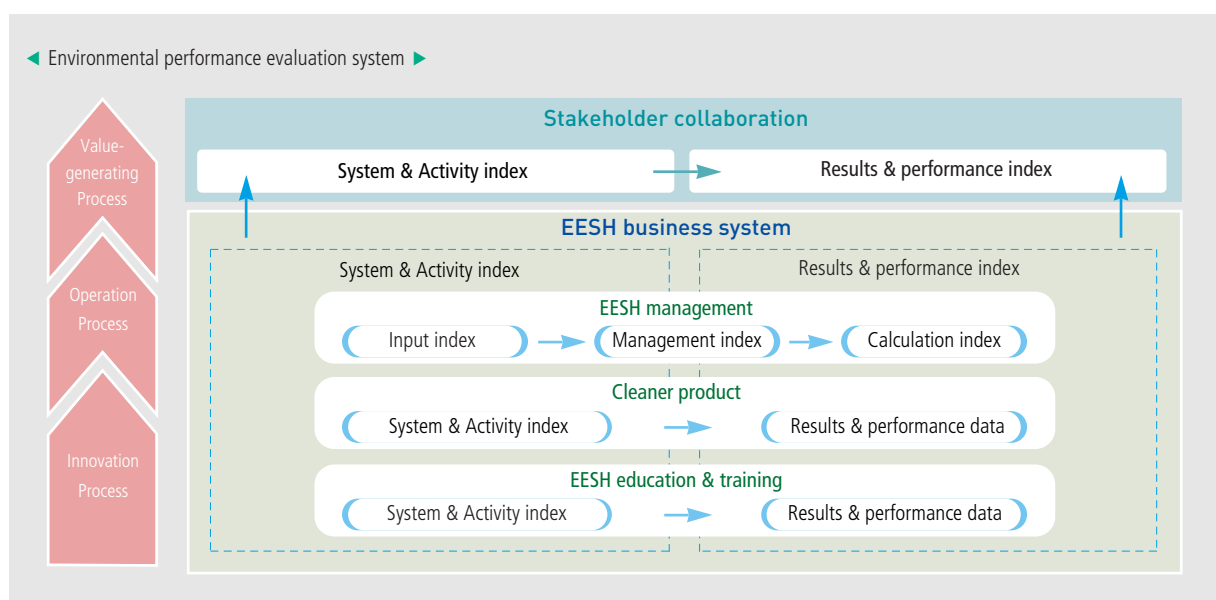 Environmental performance evaluation system
Value-
generating
Process
Operation
Process
Innovation
Process
Stakeholder collaboration
System & Activity index
Results & performance index
EESH business system
System & Activity index
Results & performance index
EESH management
Input index
Management index
Calculation index
Cleaner product
System & Activity index
Results & performance data
EESH education & training
System & Activity index
Results & performance data